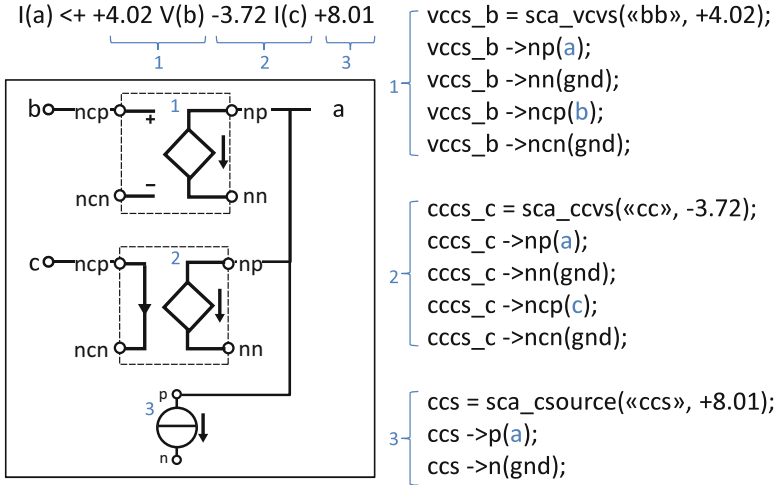 I(a) <+ +4.02 V(b) -3.72 I(c) +8.01
1 2 3
b ncp + 1 np a
ncn − nn
c ncp 2 np
ncn nn
p
3
n
vccs_b = sca_vcvs(«bb», +4.02);
vccs_b ->np(a);
vccs_b ->nn(gnd);
1
vccs_b ->ncp(b);
vccs_b ->ncn(gnd);
cccs_c = sca_ccvs(«cc», -3.72);
cccs_c ->np(a);
2
cccs_c ->nn(gnd);
cccs_c ->ncp(c);
cccs_c ->ncn(gnd);
ccs = sca_csource(«ccs», +8.01);
3
ccs ->p(a);
ccs ->n(gnd);